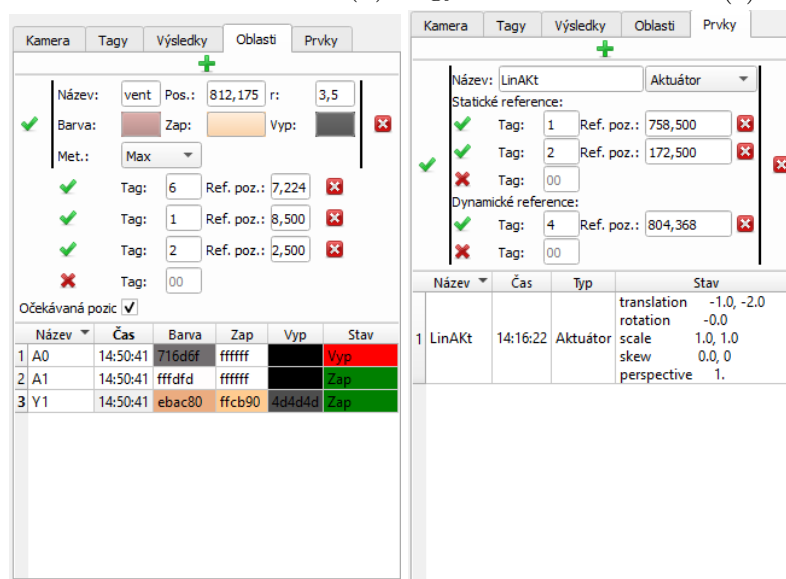 Kamera Tagy Výsledky Oblasti Prvky
Název: vent Pos.: 812,175 r: 3,5
Barva: Zap: Vyp:
Met.: Max
Tag: 6 Ref. poz.: 7,224
Tag: 1 Ref. poz.: 8,500
Tag: 2 Ref. poz.: 2,500
Tag: 00
Očekávaná pozic
Název Čas Barva Zap Vyp Stav
1 A0 14:50:41 716d6f ffffff Vyp
2 A1 14:50:41 fffdfd ffffff Zap
3 Y1 14:50:41 ebac80 ffcb90 4d4d4d Zap
Kamera Tagy Výsledky Oblasti Prvky
Název: LinAKt Aktuátor
Statické reference:
Tag: 1 Ref. poz.: 758,500
Tag: 2 Ref. poz.: 172,500
Tag: 00
Dynamické reference:
Tag: 4 Ref. poz.: 804,368
Tag: 00
Název Čas Typ Stav
translation -1.0, -2.0
rotation -0.0
1 LinAKt 14:16:22 Aktuátor scale 1.0, 1.0
skew 0.0, 0
perspective 1.